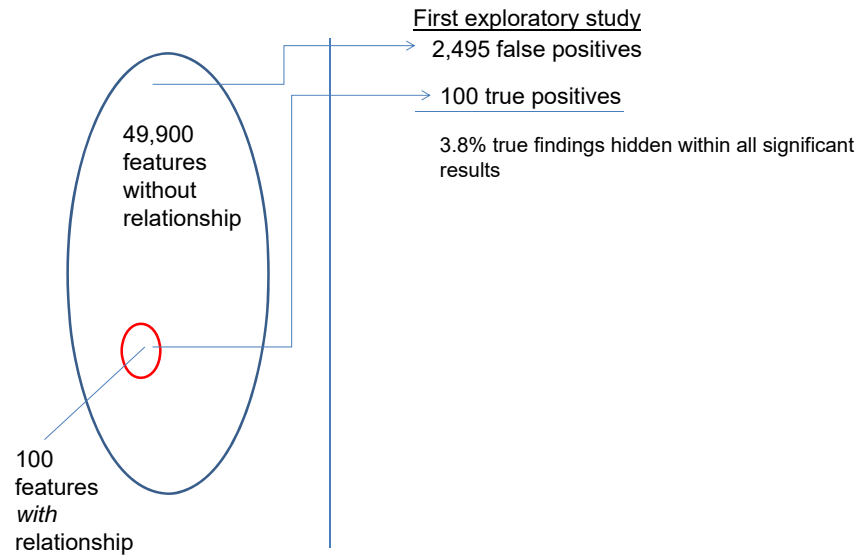 First exploratory study
2,495 false positives
100 true positives
3.8% true findings hidden within all significant
results
49,900
features
without
relationship
100
features
with
relationship